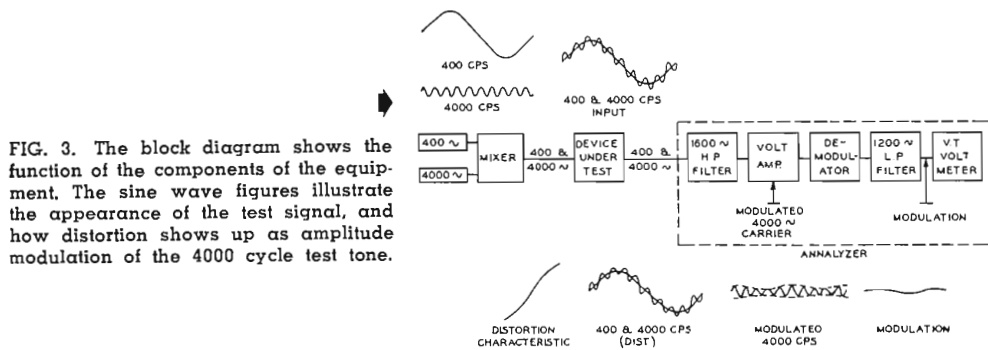 400 CPS
4000 CPS
400 & 4000 CPS
INPUT
FIG. 3. The block diagram shows the
function of the components of the equip-
ment. The sine wave figures illustrate
the appearance of the test signal, and
how distortion shows up as amplitude
modulation of the 4000 cycle test tone.
400 ~
4000 ~
MIXER
400 &
4000 ~
DEVICE
UNDER
TEST
400 &
4000 ~
1600 ~
H P
FILTER
VOLT
AMP.
DE-
MODUL-
ATOR
1200 ~
L.P
FILTER
V.T
VOLT
METER
MODULATED
4000 ~
CARRIER
MODULATION
ANNALYZER
DISTORTION
CHARACTERISTIC
400 & 4000 CPS
(DIST)
MODULATED
4000 CPS
MODULATION